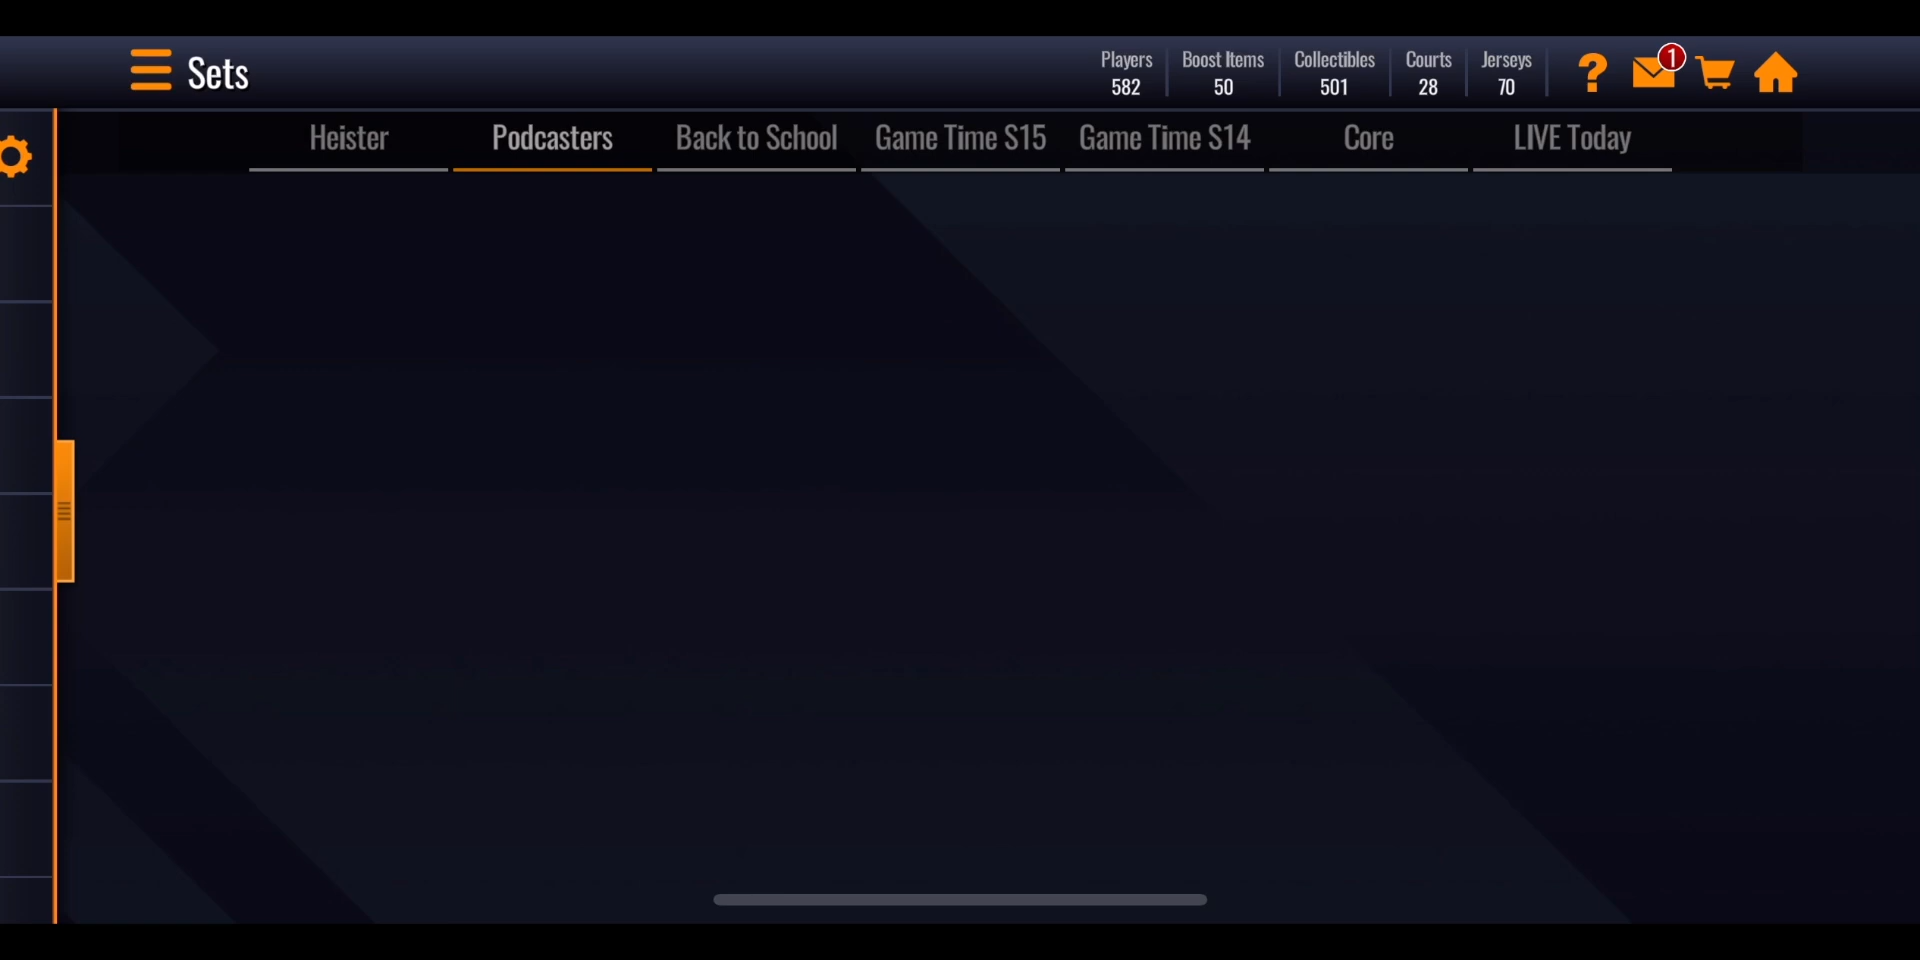 Sets
Players
582
Boost Items
50
Collectibles
501
Courts
28
Jerseys
70
?
1
Heister
Podcasters
Back to School
Game Time S15
Game Time S14
Core
LIVE Today